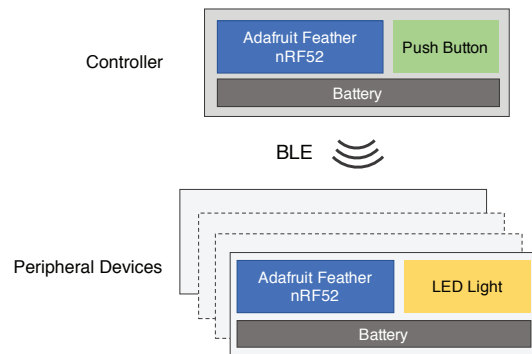 Adafruit Feather
nRF52
Push Button
Controller
Battery
BLE
Peripheral Devices
Adafruit Feather
nRF52
LED Light
Battery